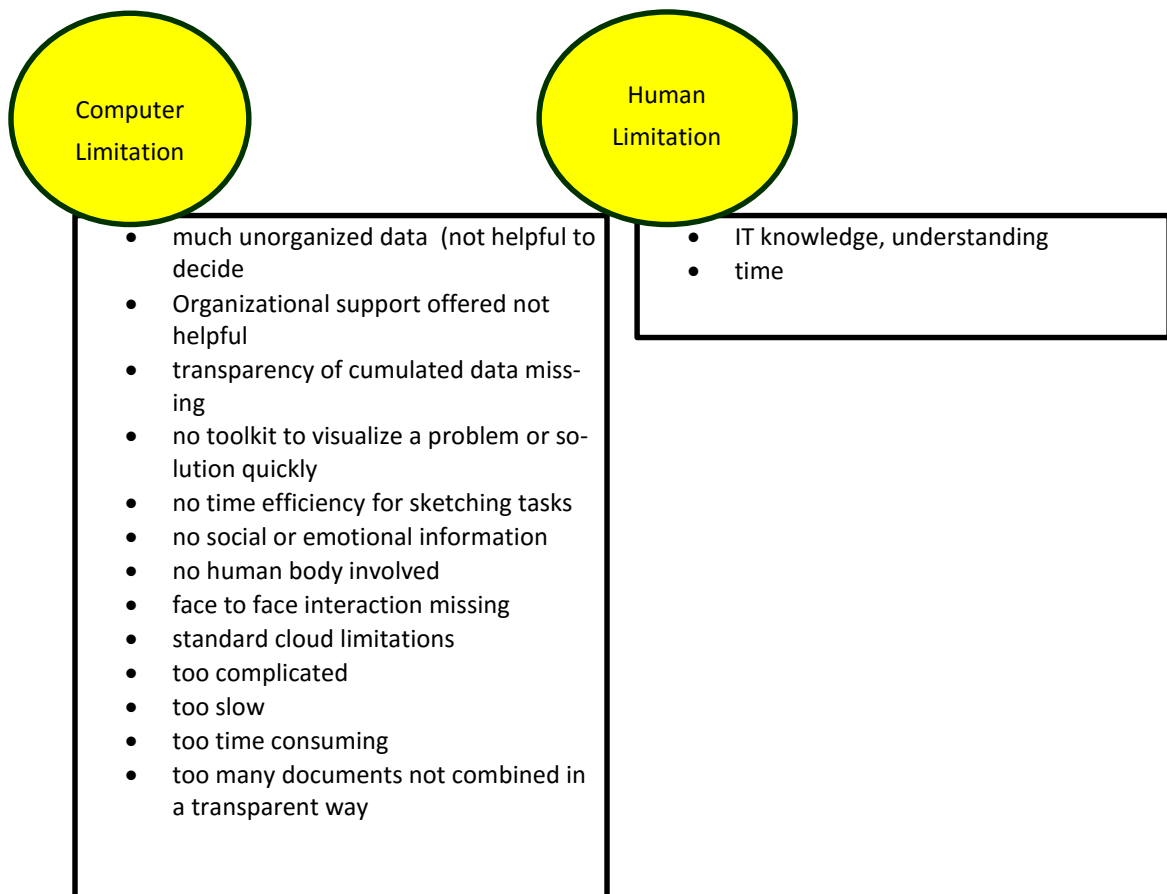 Computer
Limitation
• much unorganized data  (not helpful to
decide
• Organizational support offered not
helpful
• transparency of cumulated data miss-
ing
• no toolkit to visualize a problem or so-
lution quickly
• no time efficiency for sketching tasks
• no social or emotional information
• no human body involved
• face to face interaction missing
• standard cloud limitations
• too complicated
• too slow
• too time consuming
• too many documents not combined in
a transparent way
Human
Limitation
• IT knowledge, understanding
• time